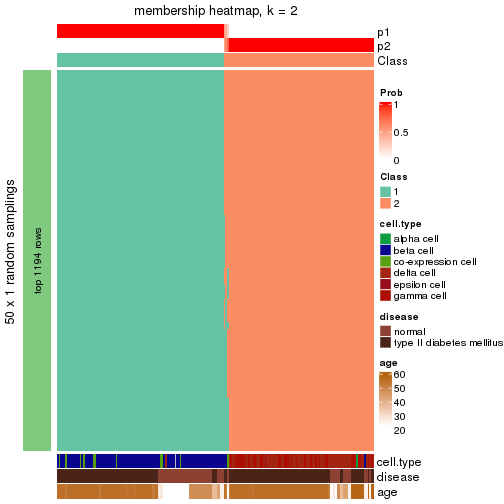 membership heatmap, k = 2
p1
p2
Class
50 x 1 random samplings
top 1194 rows
Prob
1
0.5
0
Class
1
2
cell.type
alpha cell
beta cell
co-expression cell
delta cell
epsilon cell
gamma cell
disease
normal
type II diabetes mellitus
age
60
50
40
30
20
cell.type
disease
age